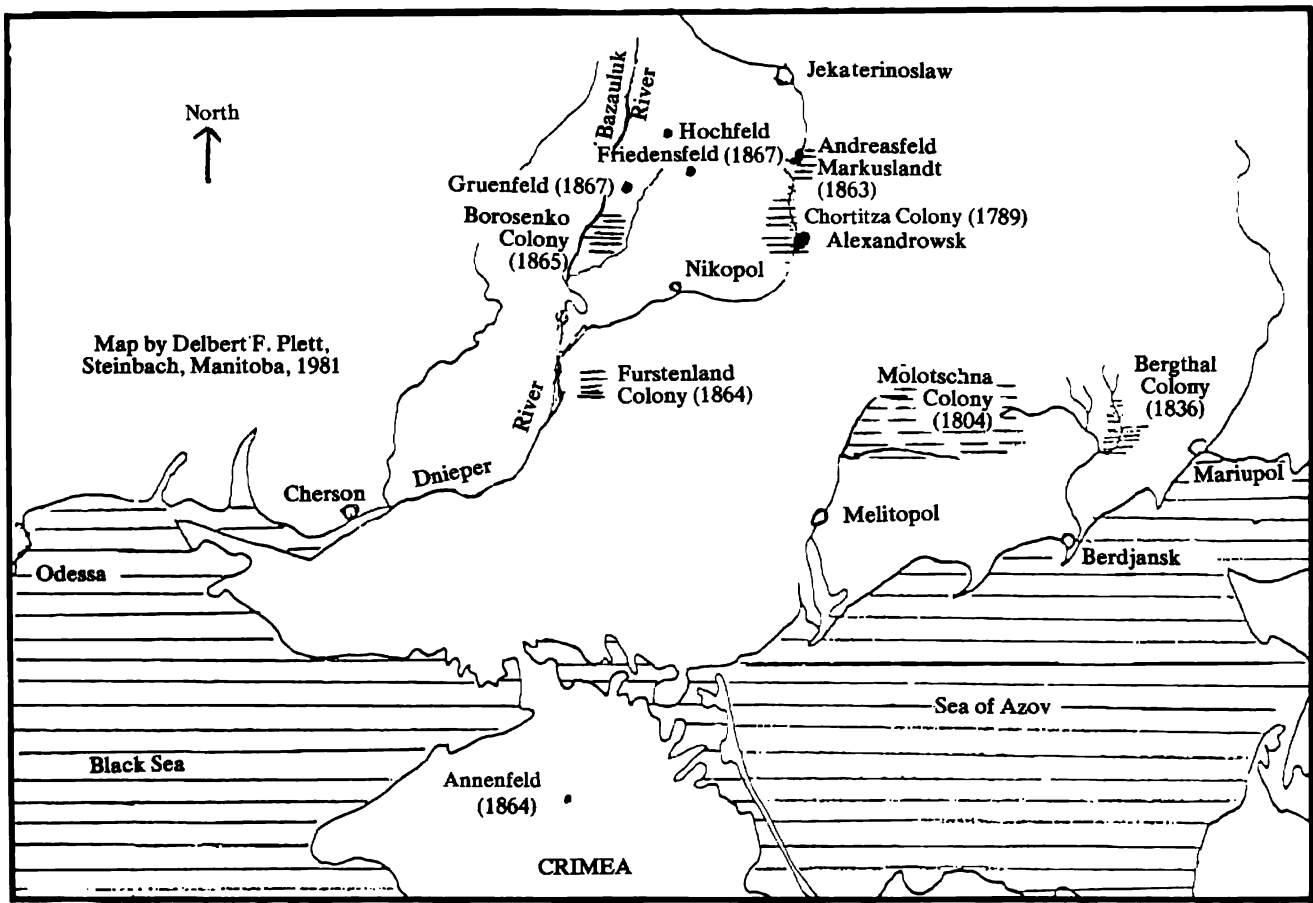 Jekaterinoslaw
North
Bazauluk
River
Hochfeld
Friedensfeld (1867)
Andreasfeld
Markuslandt
(1863)
Gruenfeld (1867)
Borosenko
Colony
(1865)
Chortitza Colony (1789)
Alexandrowsk
Nikopol
Map by Delbert F. Plett,
Steinbach, Manitoba, 1981
Furstenland
Colony (1864)
Molotschna
Colony
(1804)
Bergthal
Colony
(1836)
River
Dnieper
Cherson
Mariupol
Melitopol
Berdjansk
Odessa
Sea of Azov
Black Sea
Annenfeld
(1864)
CRIMEA